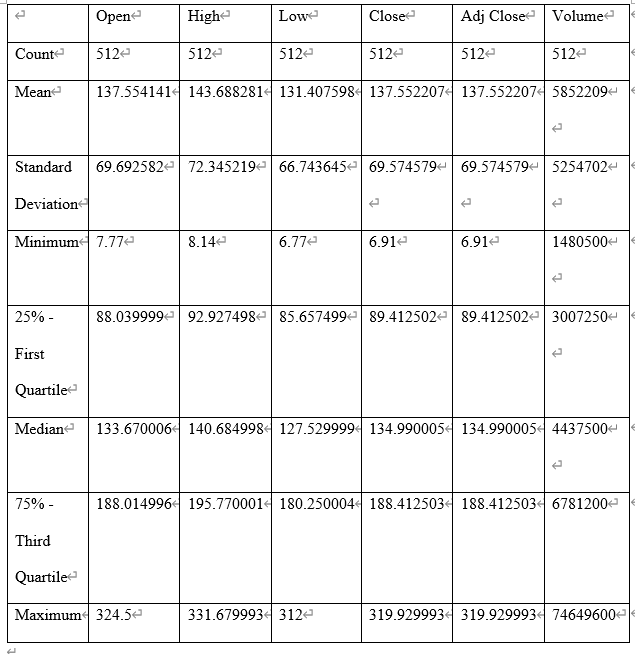 Open High Low Close Adj Close Volume
Count 512 512 512 512 512 512
Mean 137.554141 143.688281 131.407598 137.552207 137.552207 5852209
Standard Deviation 69.692582 72.345219 66.743645 69.574579 69.574579 5254702
Minimum 7.77 8.14 6.77 6.91 6.91 1480500
25% - First Quartile 88.039999 92.927498 85.657499 89.412502 89.412502 3007250
Median 133.670006 140.684998 127.529999 134.990005 134.990005 4437500
75% - Third Quartile 188.014996 195.770001 180.250004 188.412503 188.412503 6781200
Maximum 324.5 331.679993 312 319.929993 319.929993 74649600